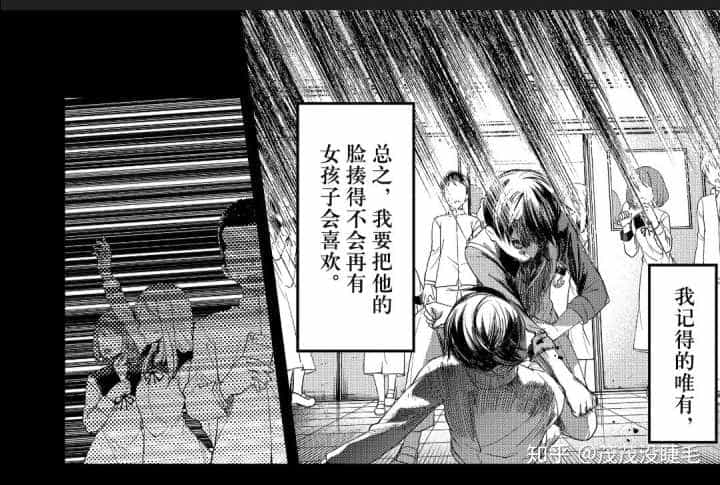 我记得的唯有，
总之，我要把他的
脸揍得不会再有
女孩子会喜欢。
知乎 @茂茂没睫毛